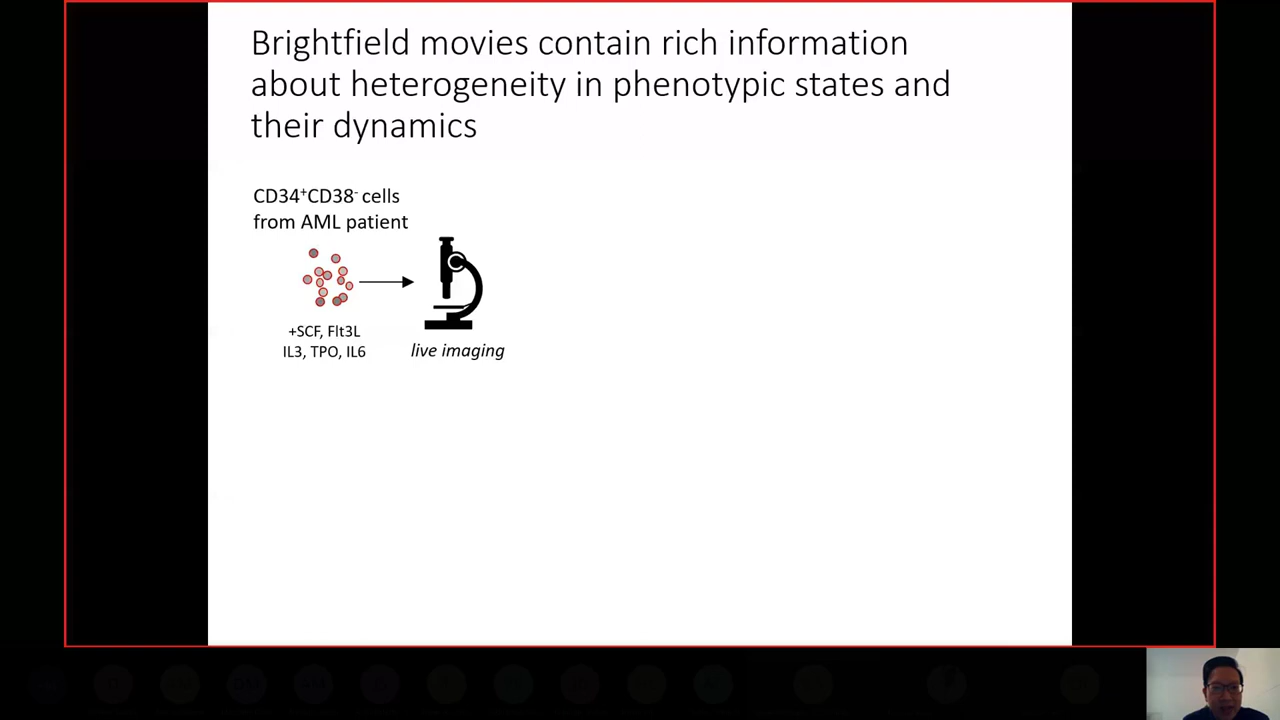 Brightfield movies contain rich information
about heterogeneity in phenotypic states and
their dynamics
CD34⁺CD38⁻ cells
from AML patient
+SCF, Flt3L
IL3, TPO, IL6
live imaging